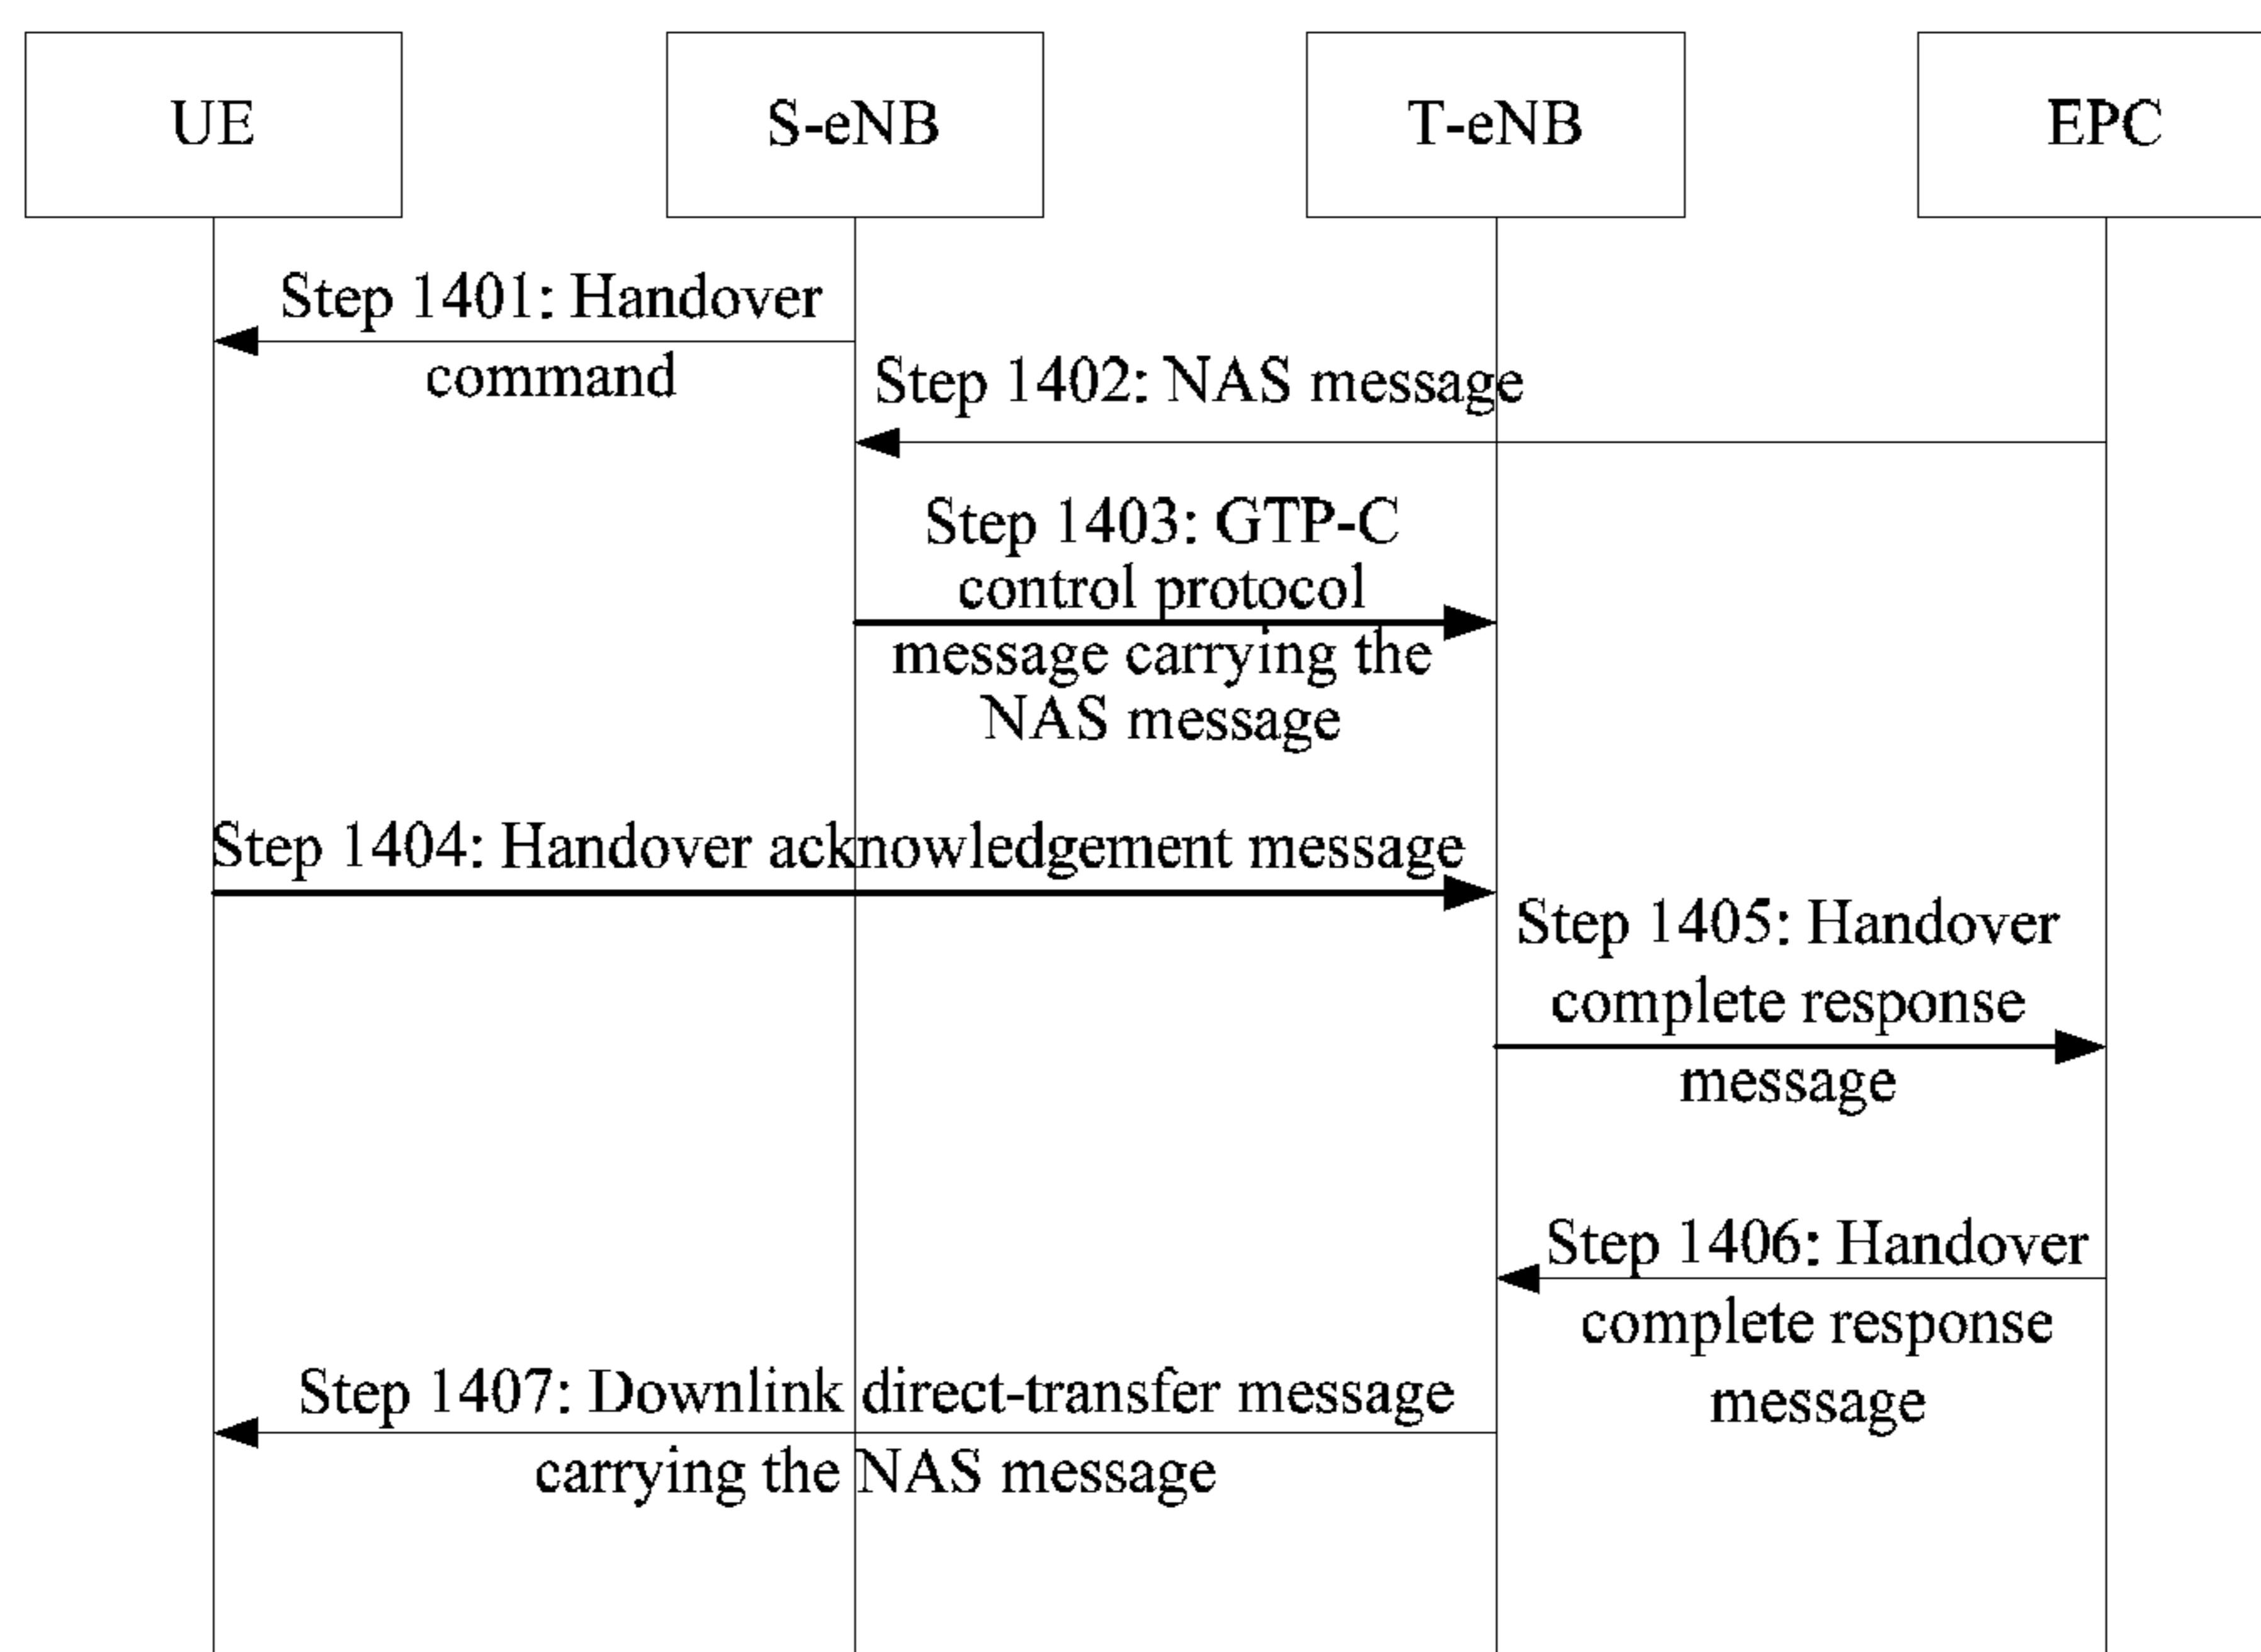 UE
S-eNB
T-eNB
EPC
Step 1401: Handover
command
Step 1402: NAS message
Step 1403: GTP-C
control protocol
message carrying the
NAS message
Step 1404: Handover acknowledgement message
Step 1405: Handover
complete response
message
Step 1406: Handover
complete response
message
Step 1407: Downlink direct-transfer message
carrying the NAS message